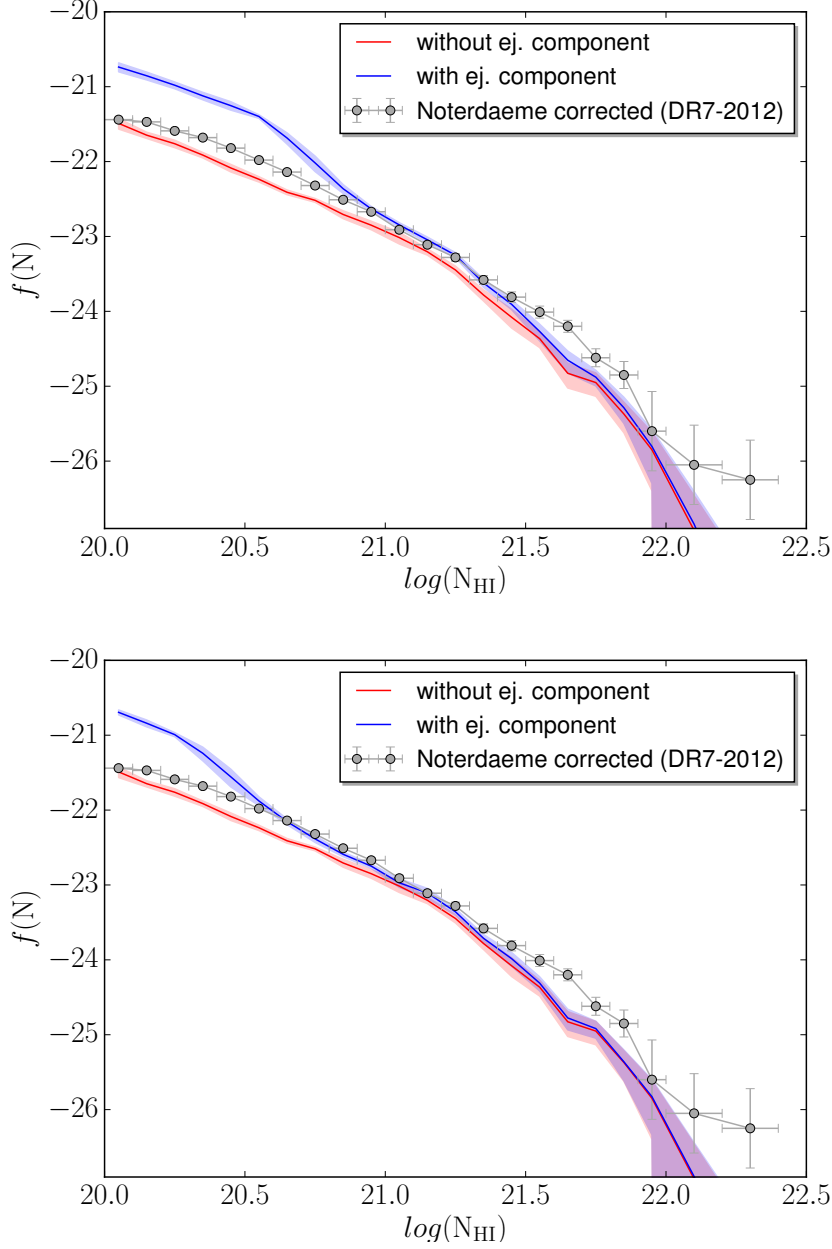 −20
−21
−22
−23
−24
−25
−26
f(N)
without ej. component
with ej. component
Noterdaeme corrected (DR7-2012)
20.0 20.5 21.0 21.5 22.0 22.5
log(N_HI)
−20
−21
−22
−23
−24
−25
−26
f(N)
without ej. component
with ej. component
Noterdaeme corrected (DR7-2012)
20.0 20.5 21.0 21.5 22.0 22.5
log(N_HI)